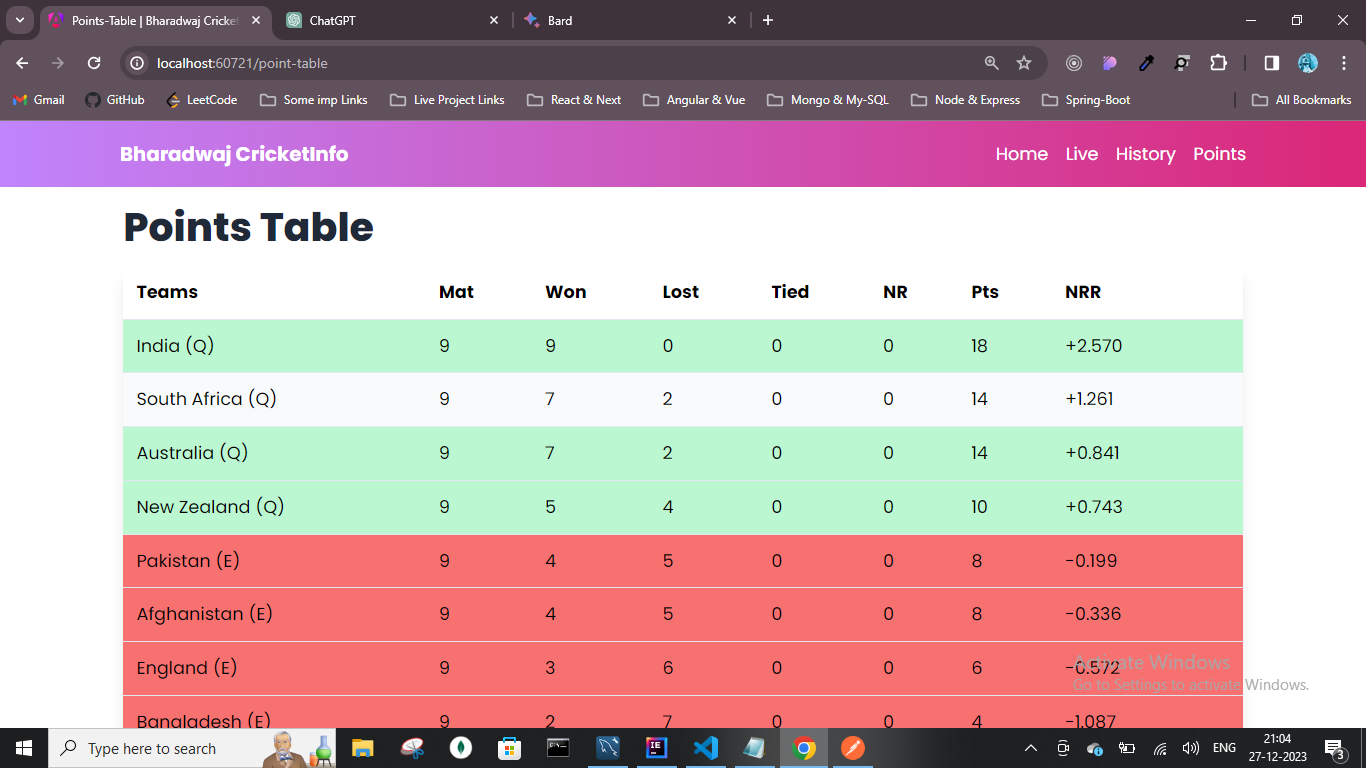 Points-Table | Bharadwaj Cricket ChatGPT Bard
localhost:60721/point-table
Gmail GitHub LeetCode Some imp Links Live Project Links React & Next Angular & Vue Mongo & My-SQL Node & Express Spring-Boot All Bookmarks
Bharadwaj CricketInfo Home Live History Points
Points Table
Teams Mat Won Lost Tied NR Pts NRR
India (Q) 9 9 0 0 0 18 +2.570
South Africa (Q) 9 7 2 0 0 14 +1.261
Australia (Q) 9 7 2 0 0 14 +0.841
New Zealand (Q) 9 5 4 0 0 10 +0.743
Pakistan (E) 9 4 5 0 0 8 -0.199
Afghanistan (E) 9 4 5 0 0 8 -0.336
England (E) 9 3 6 0 0 6 -0.572
Activate Windows
Go to Settings to activate Windows.
Bangladesh (E) 9 2 7 0 0 4 -1.087
Type here to search ENG 21:04
27-12-2023 3